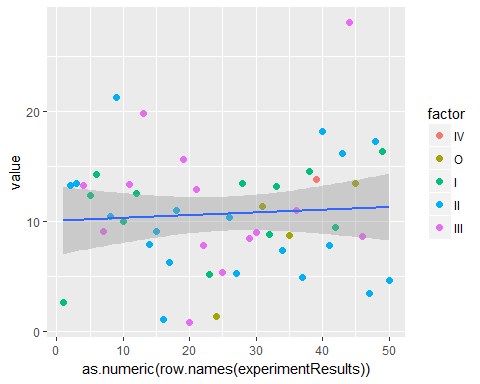 value
20
10
0
0
10
20
30
40
50
as.numeric(row.names(experimentResults))
factor
IV
O
I
II
III